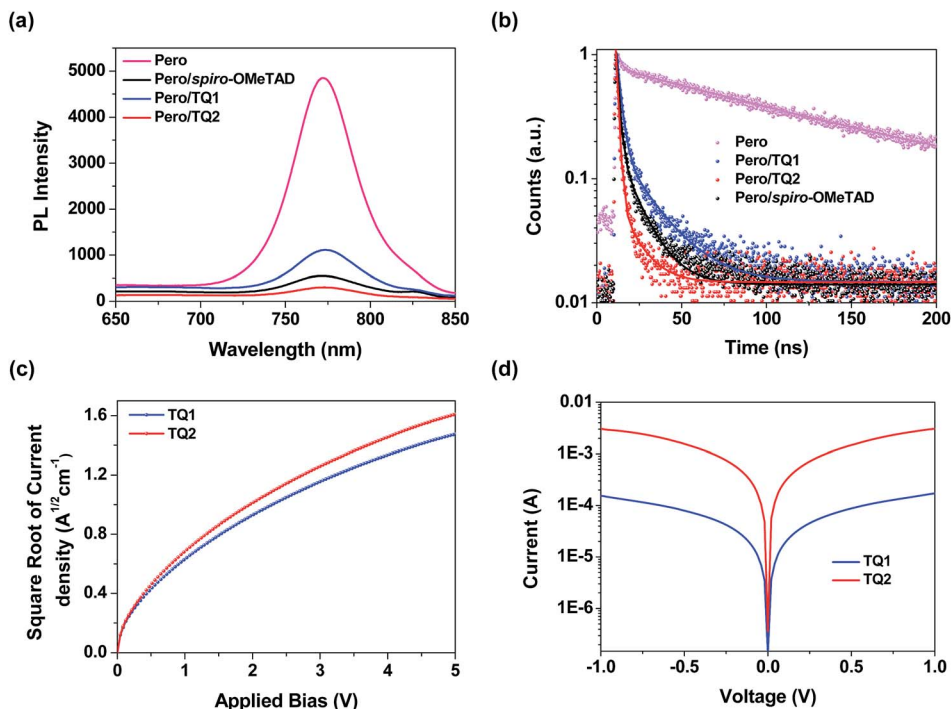 (a)
PL Intensity
5000
4000
3000
2000
1000
0
Pero
Pero/spiro-OMeTAD
Pero/TQ1
Pero/TQ2
650
700
750
800
850
Wavelength (nm)
(b)
Counts (a.u.)
1
0.1
0.01
Pero
Pero/TQ1
Pero/TQ2
Pero/spiro-OMeTAD
0
50
100
150
200
Time (ns)
(c)
Square Root of Current
density (A^1/2cm^-1)
1.6
1.2
0.8
0.4
0.0
TQ1
TQ2
0
1
2
3
4
5
Applied Bias (V)
(d)
Current (A)
0.01
1E-3
1E-4
1E-5
1E-6
TQ1
TQ2
-1.0
-0.5
0.0
0.5
1.0
Voltage (V)